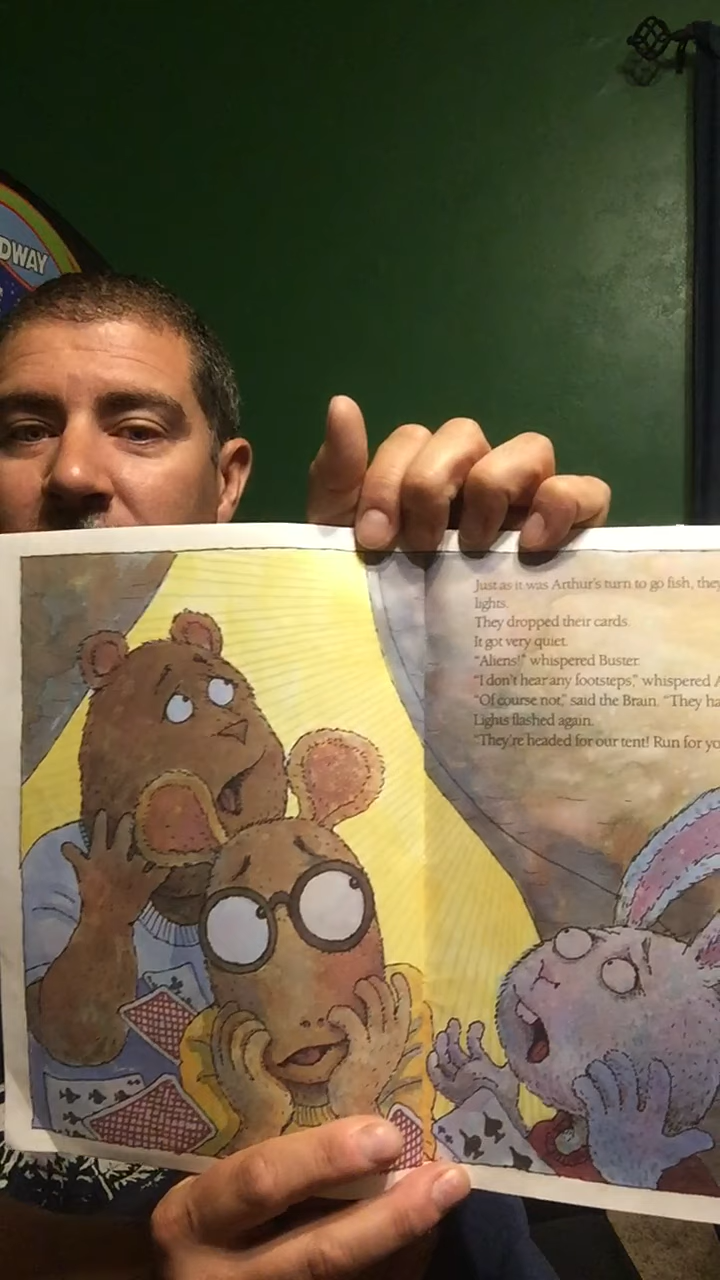 DWAY
Just as it was Arthur's turn to go fish, they
lights.
They dropped their cards.
It got very quiet.
"Aliens!" whispered Buster.
"I don't hear any footsteps," whispered A
"Of course not," said the Brain. "They ha
Lights flashed again.
"They're headed for our tent! Run for yo